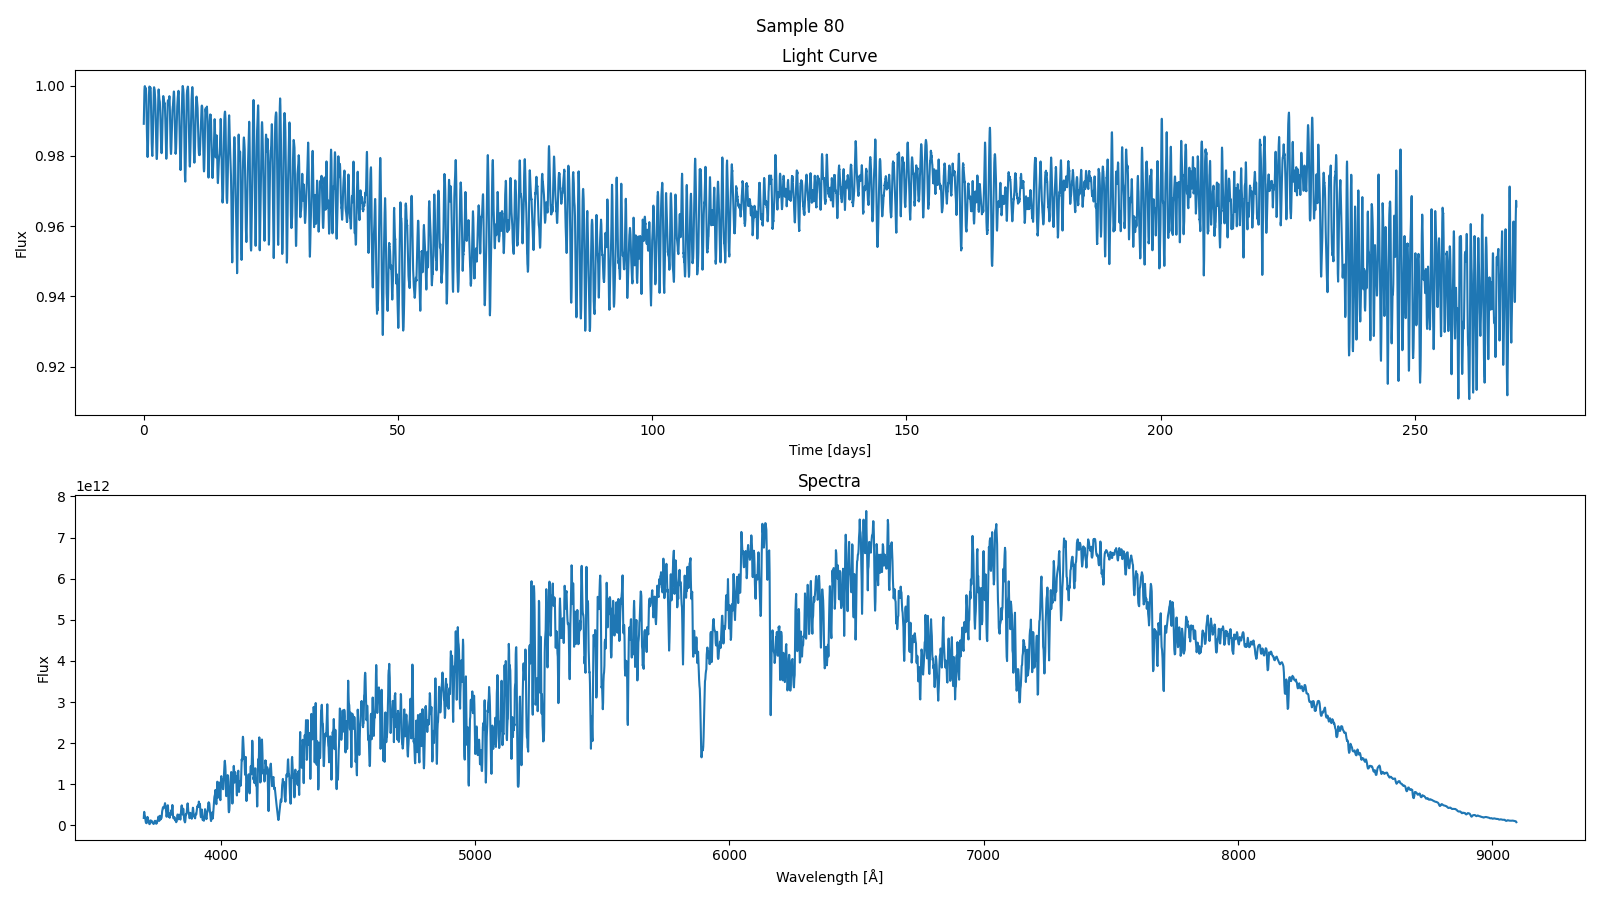 Sample 80
Light Curve
1.00
0.98
0.96
0.94
0.92
Flux
0 50 100 150 200 250
Time [days]
Spectra
1e12
8
7
6
5
4
3
2
1
0
Flux
4000 5000 6000 7000 8000 9000
Wavelength [Å]